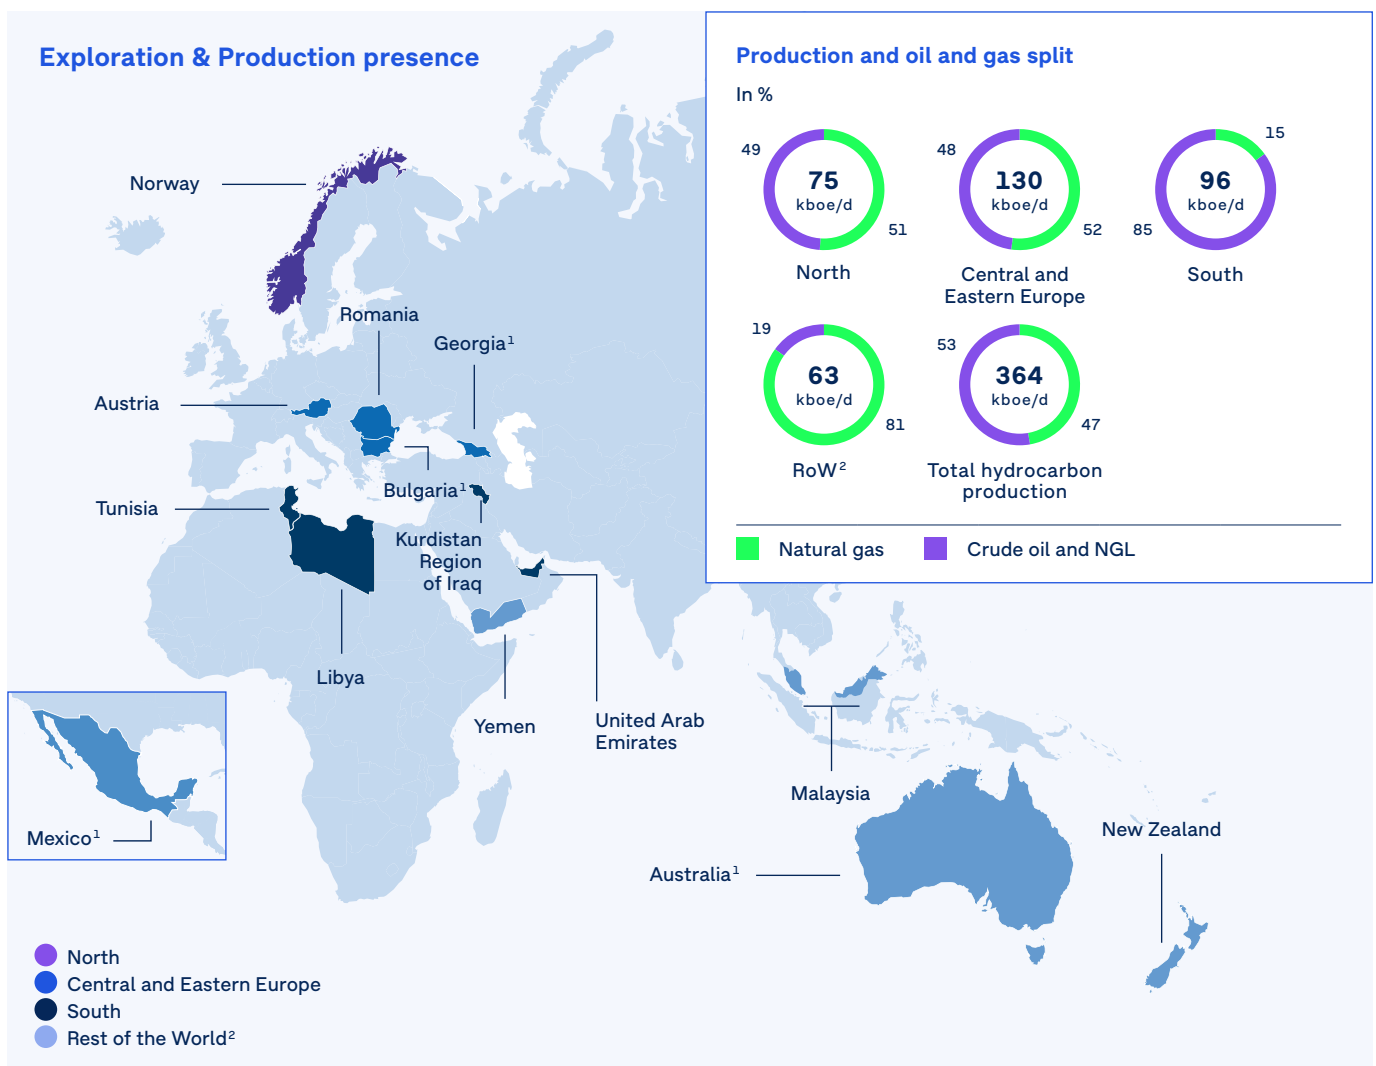 Exploration & Production presence
Norway
Romania
Georgia¹
Austria
Bulgaria¹
Tunisia
Kurdistan
Region
of Iraq
Libya
Yemen
United Arab
Emirates
Mexico¹
Malaysia
Australia¹
New Zealand
North
Central and Eastern Europe
South
Rest of the World²
Production and oil and gas split
In %
49
75
kboe/d
51
North
48
130
kboe/d
52
Central and
Eastern Europe
15
96
kboe/d
85
South
19
63
kboe/d
81
RoW²
53
364
kboe/d
47
Total hydrocarbon
production
Natural gas
Crude oil and NGL